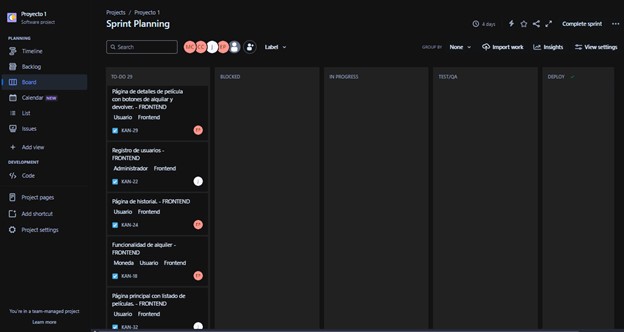 Proyecto 1
Software project
PLANNING
Timeline
Backlog
Board
Calendar NEW
List
Issues
Add view
DEVELOPMENT
Code
Project pages
Add shortcut
Project settings
You're in a team-managed project
Learn more
Projects / Proyecto 1
Sprint Planning
4 days
Complete sprint
Search
Label
GROUP BY None
Import work
Insights
View settings
TO-DO 29
BLOCKED
IN PROGRESS
TEST/QA
DEPLOY
Página de detalles de película
con botones de alquilar y
devolver. - FRONTEND
Usuario Frontend
KAN-29
Registro de usuarios -
FRONTEND
Administrador Frontend
KAN-22
Página de historial. - FRONTEND
Usuario Frontend
KAN-24
Funcionalidad de alquiler -
FRONTEND
Moneda Usuario Frontend
KAN-18
Página principal con listado de
películas. - FRONTEND
Usuario Frontend
KAN-32